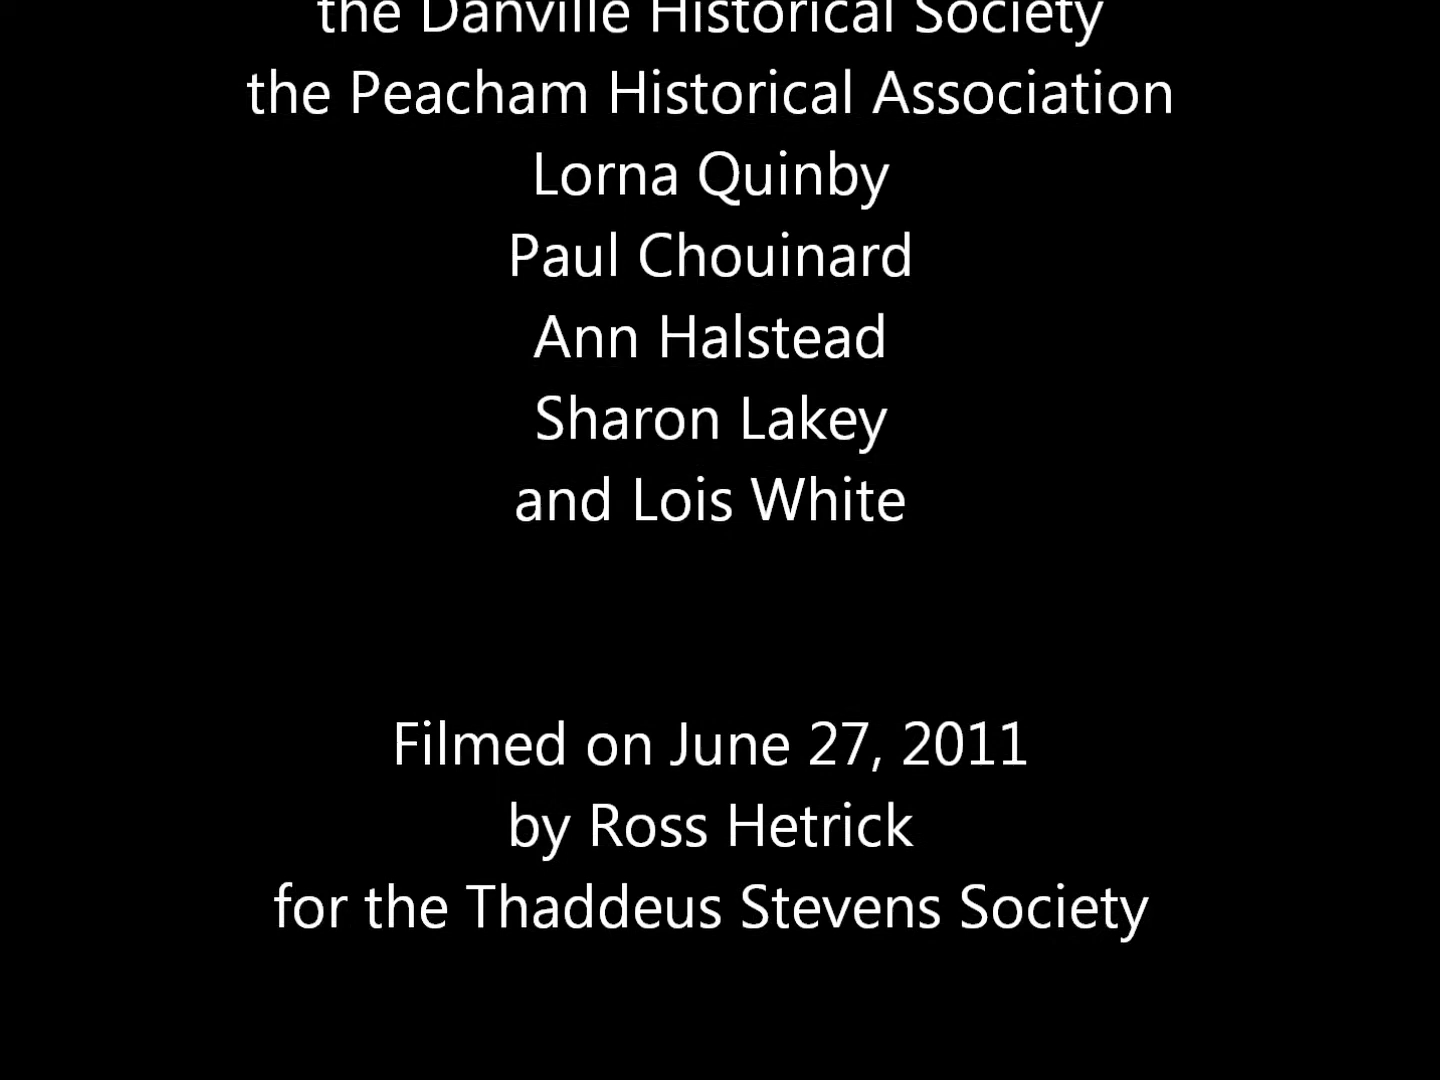 the Danville Historical Society
the Peacham Historical Association
Lorna Quinby
Paul Chouinard
Ann Halstead
Sharon Lakey
and Lois White
Filmed on June 27, 2011
by Ross Hetrick
for the Thaddeus Stevens Society